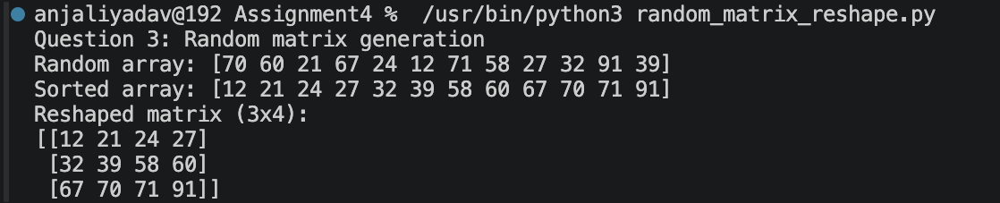 anjaliyadav@192 Assignment4 % /usr/bin/python3 random_matrix_reshape.py
Question 3: Random matrix generation
Random array: [70 60 21 67 24 12 71 58 27 32 91 39]
Sorted array: [12 21 24 27 32 39 58 60 67 70 71 91]
Reshaped matrix (3x4):
[[12 21 24 27]
 [32 39 58 60]
 [67 70 71 91]]